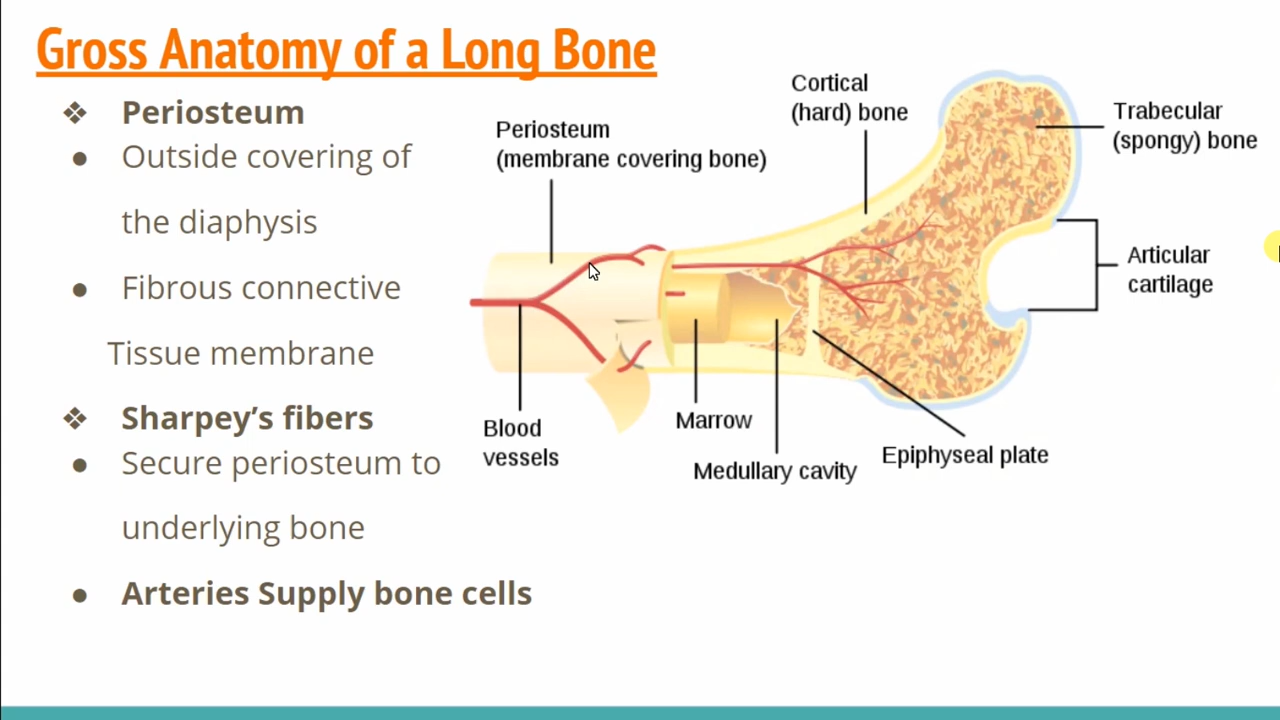 Gross Anatomy of a Long Bone
❖ Periosteum
● Outside covering of
the diaphysis
● Fibrous connective
Tissue membrane
❖ Sharpey’s fibers
● Secure periosteum to
underlying bone
● Arteries Supply bone cells
Periosteum
(membrane covering bone)
Cortical
(hard) bone
Trabecular
(spongy) bone
Articular
cartilage
Blood
vessels
Marrow
Medullary cavity
Epiphyseal plate